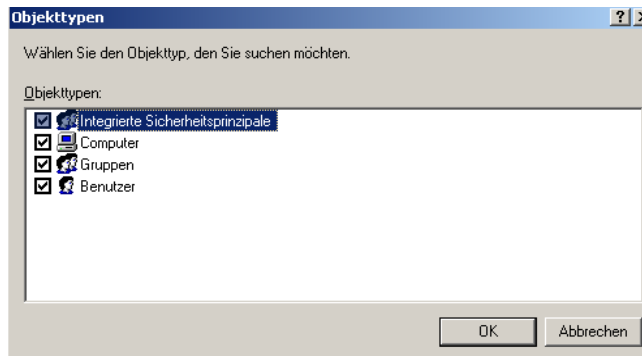 Objekttypen
Wählen Sie den Objekttyp, den Sie suchen möchten.
Objekttypen:
Integrierte Sicherheitsprinzipale
Computer
Gruppen
Benutzer
OK Abbrechen